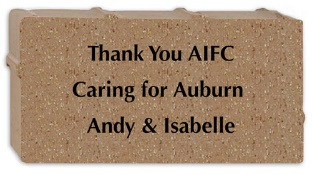 Thank You AIFC
Caring for Auburn
Andy & Isabelle